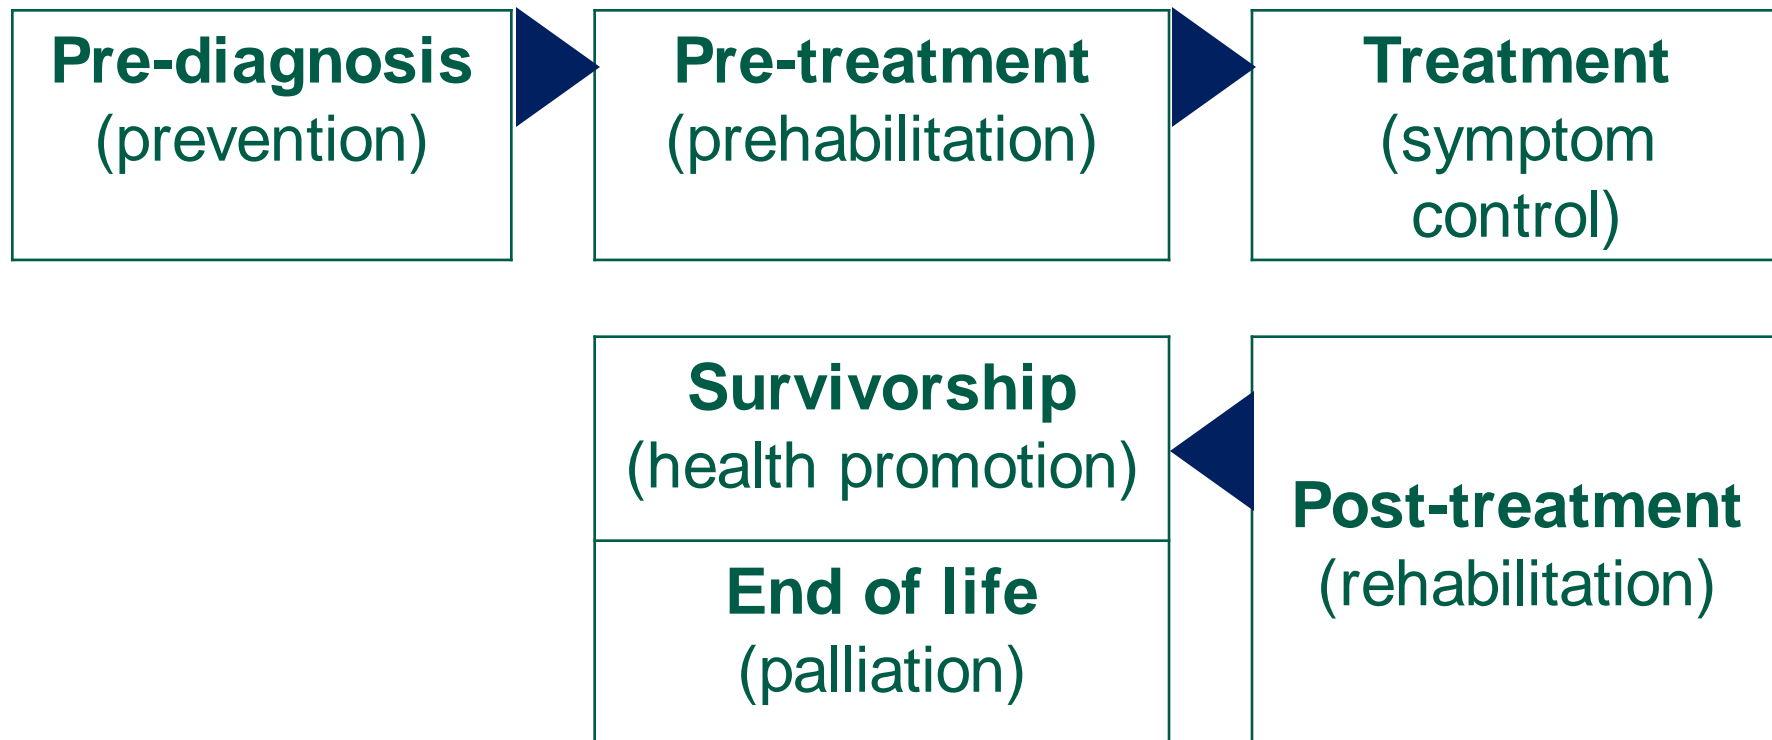 Pre-diagnosis
(prevention)
Pre-treatment
(prehabilitation)
Treatment
(symptom
control)
Post-treatment
(rehabilitation)
Survivorship
(health promotion)
End of life
(palliation)